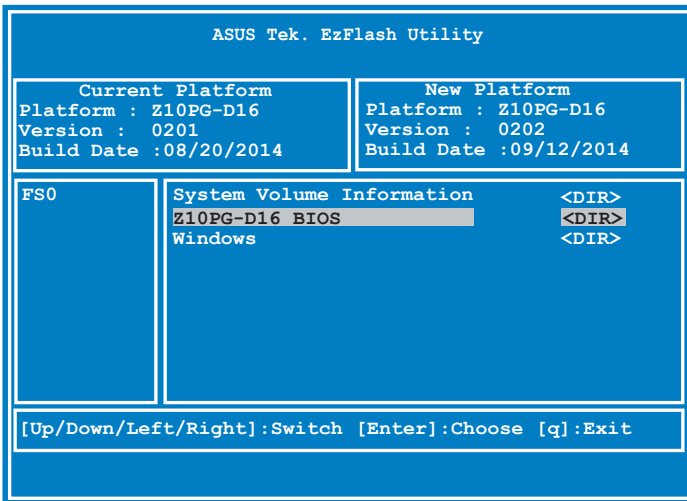 ASUS Tek. EzFlash Utility
Current Platform
Platform : Z10PG-D16
Version : 0201
Build Date :08/20/2014
New Platform
Platform : Z10PG-D16
Version : 0202
Build Date :09/12/2014
FS0
System Volume Information <DIR>
Z10PG-D16 BIOS <DIR>
Windows <DIR>
[Up/Down/Left/Right]:Switch [Enter]:Choose [q]:Exit